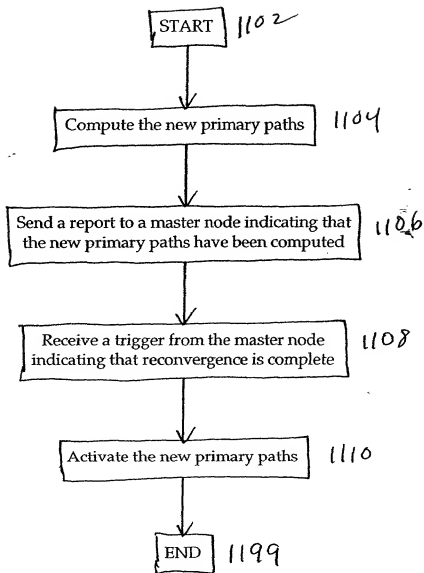 START 1102
Compute the new primary paths 1104
Send a report to a master node indicating that
the new primary paths have been computed 1106
Receive a trigger from the master node
indicating that reconvergence is complete 1108
Activate the new primary paths 1110
END 1199